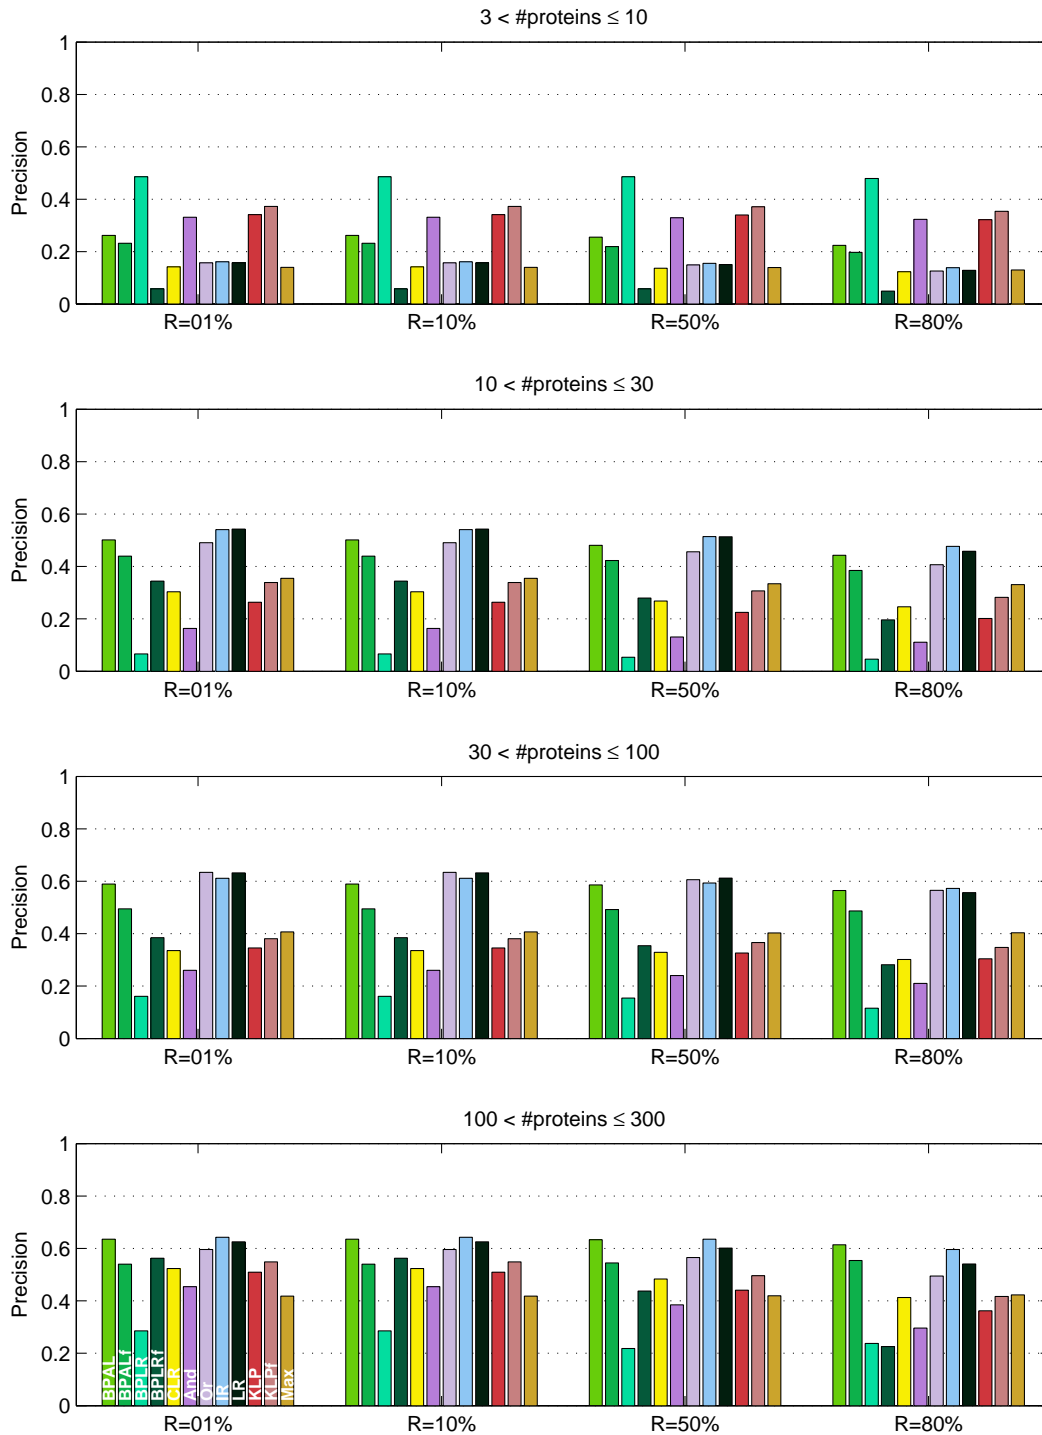 3 < #proteins ≤ 10
1
0.8
0.6
0.4
0.2
0
Precision
R=01% R=10% R=50% R=80%
10 < #proteins ≤ 30
1
0.8
0.6
0.4
0.2
0
Precision
R=01% R=10% R=50% R=80%
30 < #proteins ≤ 100
1
0.8
0.6
0.4
0.2
0
Precision
R=01% R=10% R=50% R=80%
100 < #proteins ≤ 300
1
0.8
0.6
0.4
0.2
0
Precision
BPAL
BPALf
BPLR
BPLRf
CLR
And
Or
IR
LR
KLP
KLPf
Max
R=01% R=10% R=50% R=80%